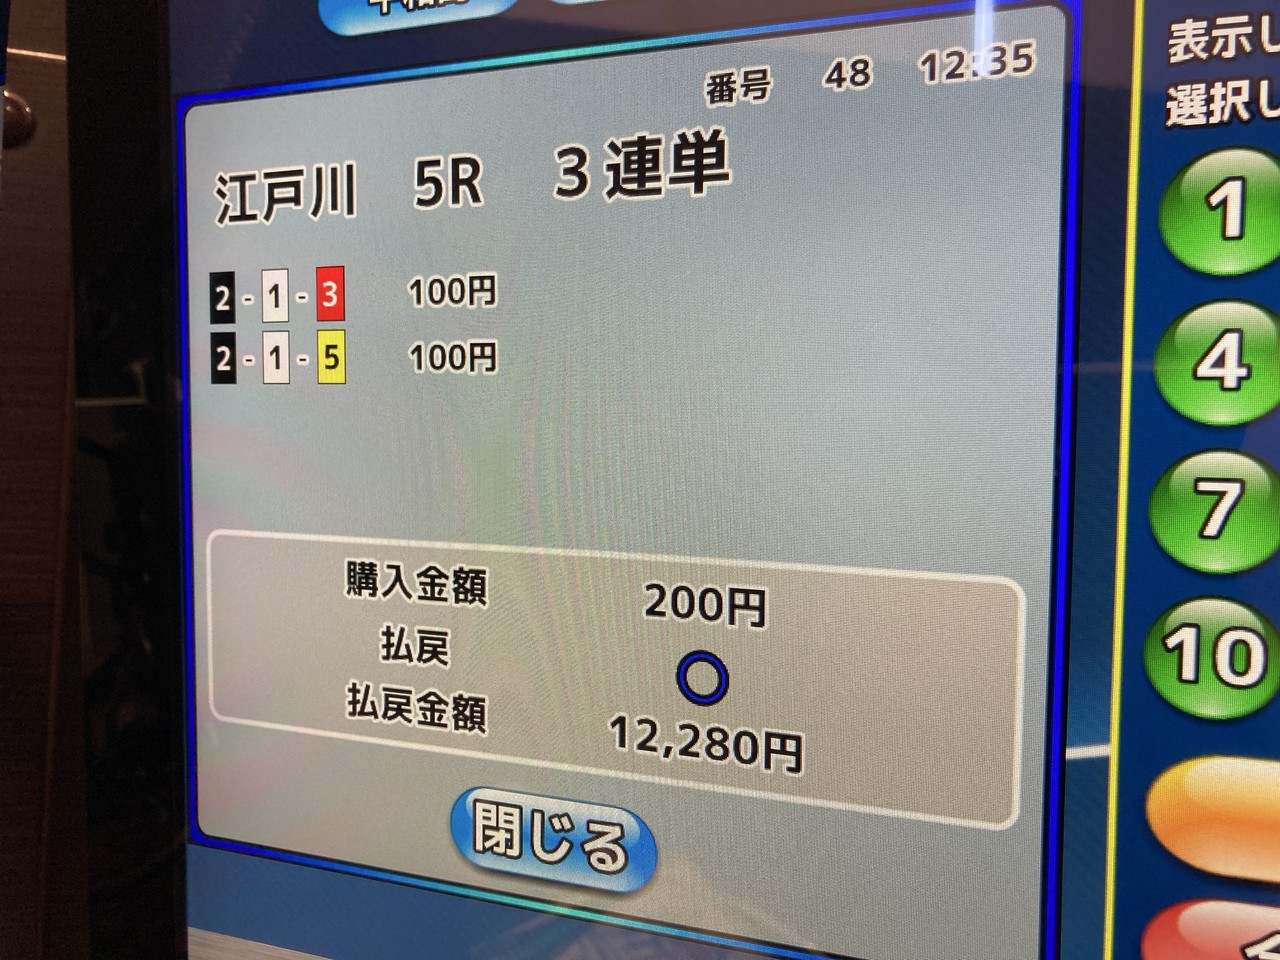 番号 48 12:35
表示し
選択し
江戸川 5R 3連単
2-1-3 100円
2-1-5 100円
購入金額 200円
払戻 ○
払戻金額 12,280円
閉じる
1
4
7
10